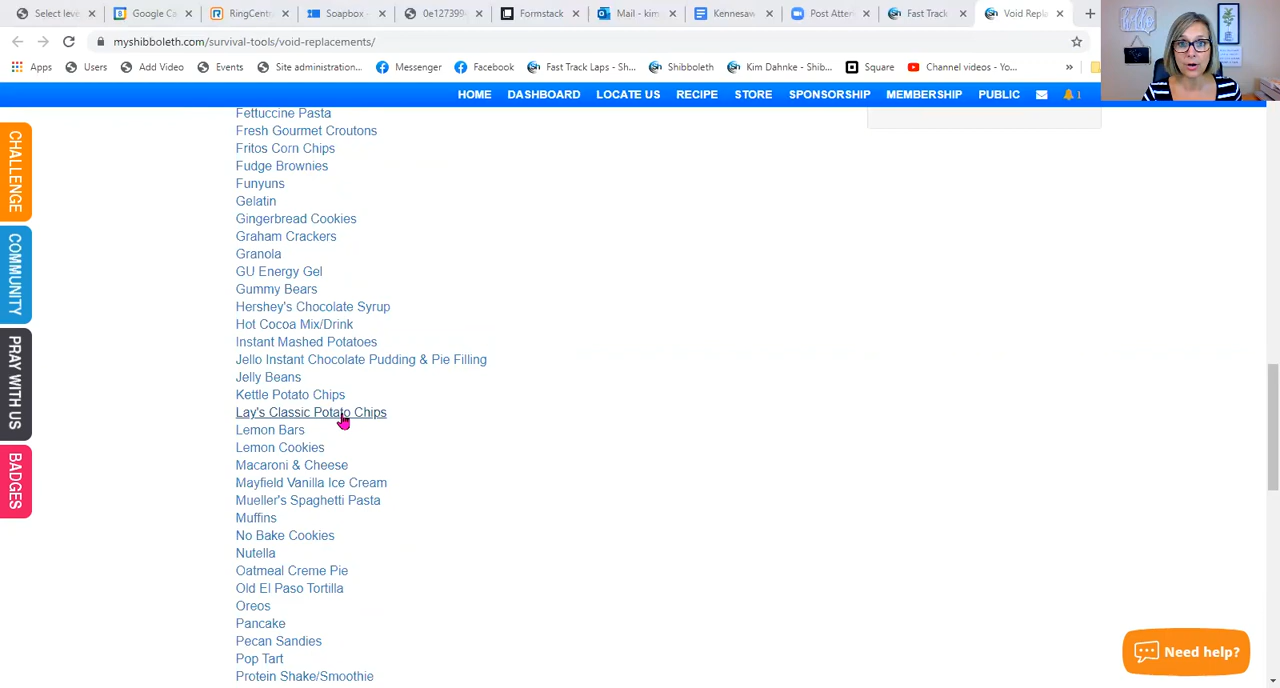 Select leve
Google Ca
RingCentr
Soapbox -
0e1273994
Formstack
Mail - kim
Kennesaw
Post Atter
Fast Track
Void Repl
myshibboleth.com/survival-tools/void-replacements/
Apps
Users
Add Video
Events
Site administration...
Messenger
Facebook
Fast Track Laps - Sh...
Shibboleth
Kim Dahnke - Shib...
Square
Channel videos - Yo...
»
HOME
DASHBOARD
LOCATE US
RECIPE
STORE
SPONSORSHIP
MEMBERSHIP
PUBLIC
1
CHALLENGE
COMMUNITY
PRAY WITH US
BADGES
Fettuccine Pasta
Fresh Gourmet Croutons
Fritos Corn Chips
Fudge Brownies
Funyuns
Gelatin
Gingerbread Cookies
Graham Crackers
Granola
GU Energy Gel
Gummy Bears
Hershey's Chocolate Syrup
Hot Cocoa Mix/Drink
Instant Mashed Potatoes
Jello Instant Chocolate Pudding & Pie Filling
Jelly Beans
Kettle Potato Chips
Lay's Classic Potato Chips
Lemon Bars
Lemon Cookies
Macaroni & Cheese
Mayfield Vanilla Ice Cream
Mueller's Spaghetti Pasta
Muffins
No Bake Cookies
Nutella
Oatmeal Creme Pie
Old El Paso Tortilla
Oreos
Pancake
Pecan Sandies
Pop Tart
Protein Shake/Smoothie
Need help?